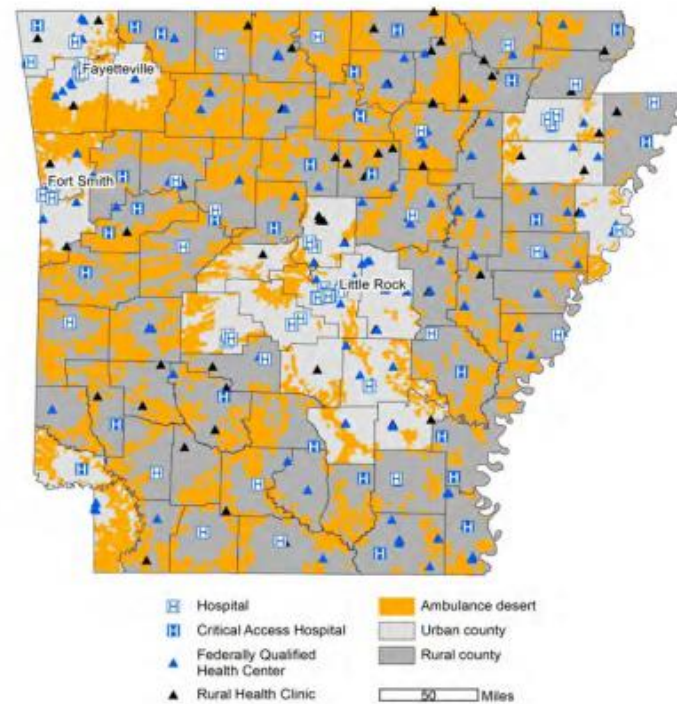 Fayetteville
Fort Smith
Little Rock
H Hospital
H Critical Access Hospital
Federally Qualified
Health Center
Rural Health Clinic
Ambulance desert
Urban county
Rural county
50 Miles